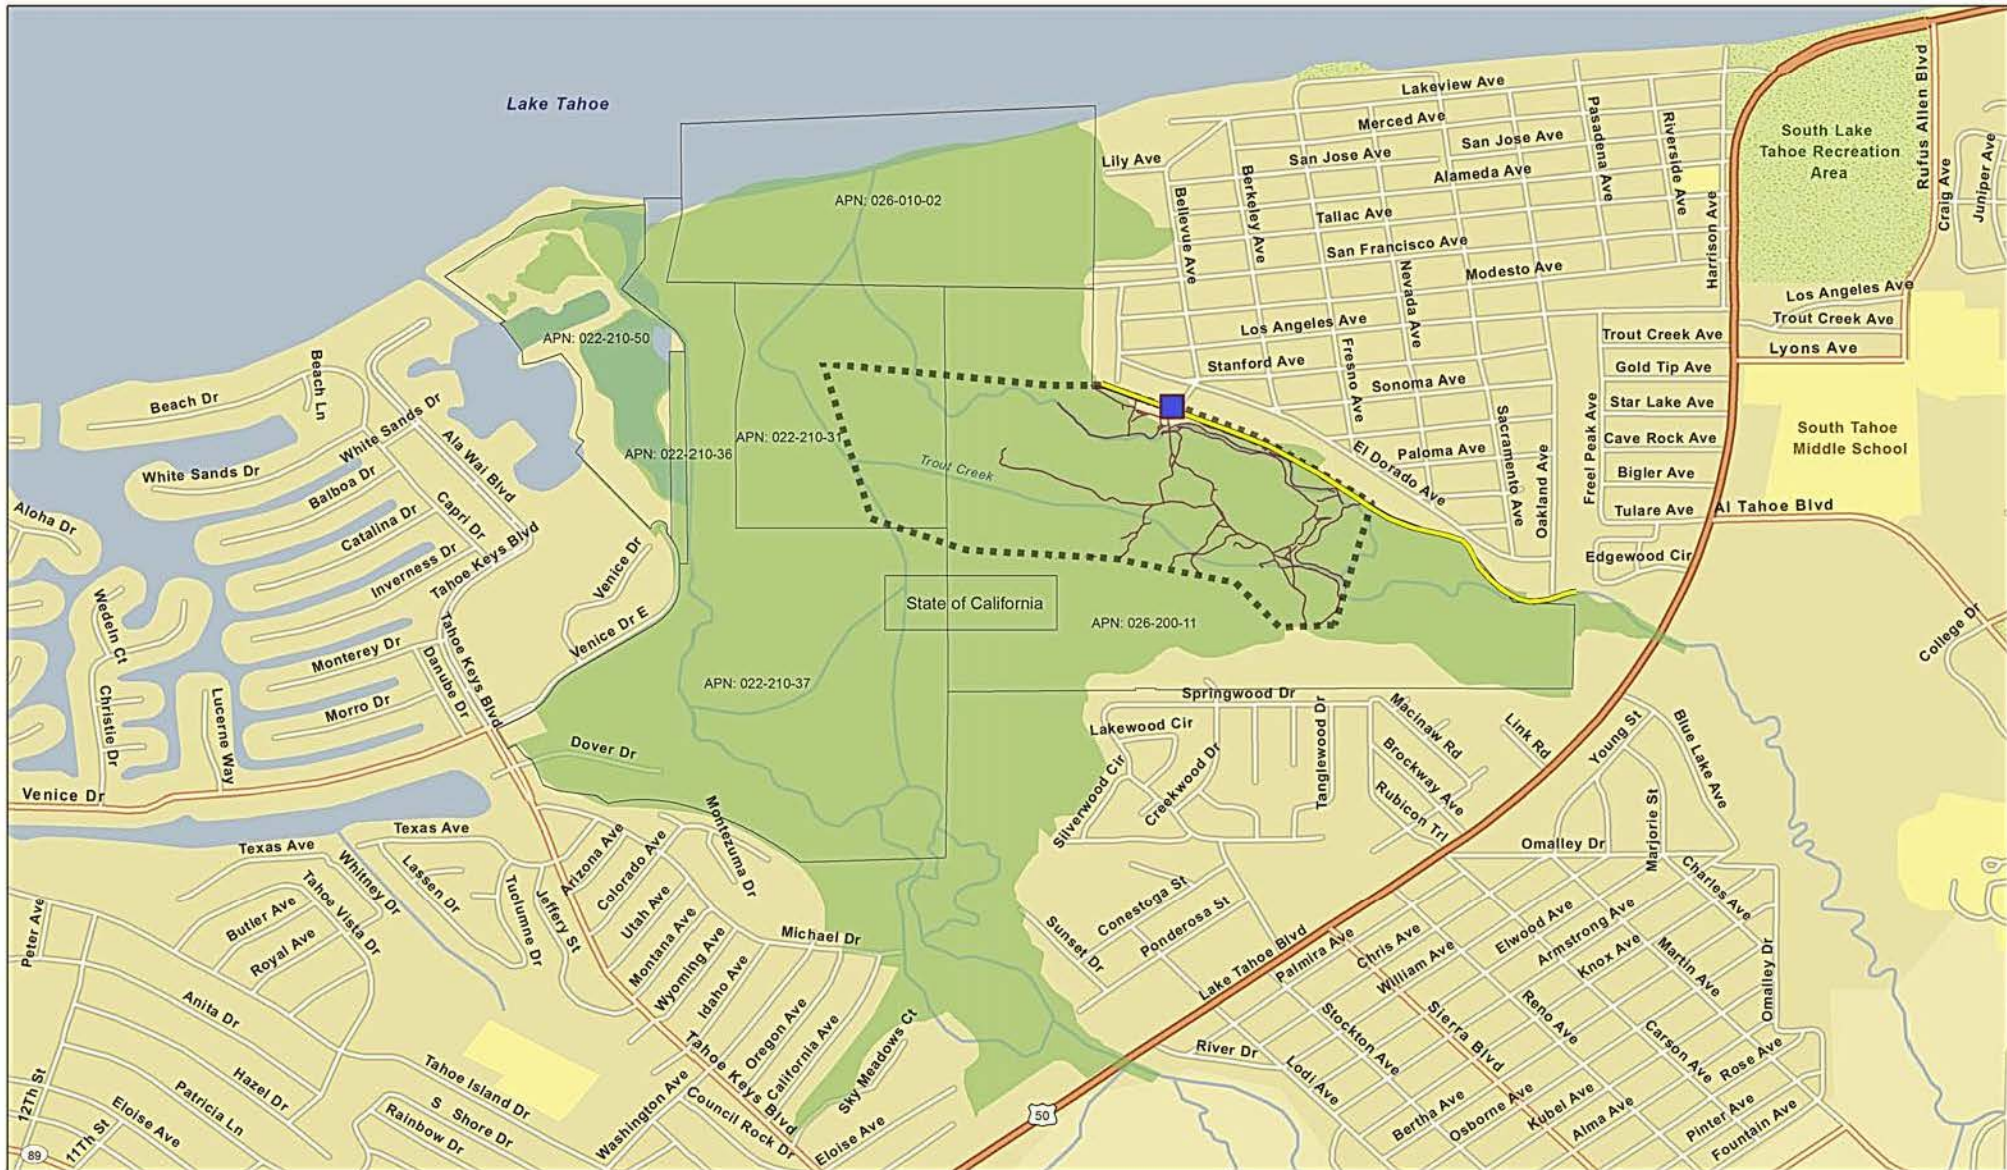 Lake Tahoe
Lakeview Ave
Merced Ave
San Jose Ave
San Jose Ave
Lily Ave
Alameda Ave
Pasadena Ave
Riverside Ave
Bellevue Ave
Berkeley Ave
Tallac Ave
San Francisco Ave
Modesto Ave
Nevada Ave
Harrison Ave
South Lake
Tahoe Recreation
Area
Rufus Allen Blvd
Craig Ave
Juniper Ave
Los Angeles Ave
Trout Creek Ave
Lyons Ave
Trout Creek Ave
Gold Tip Ave
Star Lake Ave
Cave Rock Ave
Bigler Ave
Tulare Ave
Al Tahoe Blvd
Edgewood Cir
Freel Peak Ave
South Tahoe
Middle School
College Dr
Los Angeles Ave
Stanford Ave
Fresno Ave
Sonoma Ave
Sacramento Ave
Paloma Ave
El Dorado Ave
Oakland Ave
APN: 026-010-02
APN: 022-210-50
APN: 022-210-36
APN: 022-210-31
Trout Creek
State of California
APN: 026-200-11
APN: 022-210-37
Beach Dr
Beach Ln
White Sands Dr
White Sands Dr
Ala Wai Blvd
Balboa Dr
Capri Dr
Catalina Dr
Inverness Dr
Tahoe Keys Blvd
Aloha Dr
Wedeln Ct
Christie Dr
Lucerne Way
Monterey Dr
Morro Dr
Danube Dr
Tahoe Keys Blvd
Venice Dr
Venice Dr E
Venice Dr
Dover Dr
Springwood Dr
Lakewood Cir
Silverwood Cir
Creekwood Dr
Tanglewood Dr
Macinaw Rd
Brockway Ave
Rubicon Trl
Link Rd
Young St
Blue Lake Ave
Marjorie St
Omalley Dr
Charles Ave
Omalley Dr
Texas Ave
Texas Ave
Whitney Dr
Lassen Dr
Tuolumne Dr
Jeffery St
Arizona Ave
Colorado Ave
Montezuma Dr
Utah Ave
Montana Ave
Wyoming Ave
Idaho Ave
Oregon Ave
California Ave
Michael Dr
Sky Meadows Ct
Tahoe Keys Blvd
Washington Ave
Council Rock Dr
Eloise Ave
Butler Ave
Royal Ave
Tahoe Vista Dr
Peter Ave
Anita Dr
Hazel Dr
Patricia Ln
Eloise Ave
12Th St
11Th St
89
Tahoe Island Dr
S Shore Dr
Rainbow Dr
Conestoga St
Ponderosa St
Sunset Dr
Lake Tahoe Blvd
Palmira Ave
Chris Ave
William Ave
Elwood Ave
Armstrong Ave
Knox Ave
Martin Ave
Reno Ave
Sierra Blvd
Stockton Ave
Carson Ave
Rose Ave
River Dr
Lodi Ave
Bertha Ave
Osborne Ave
Kubel Ave
Alma Ave
Pinter Ave
Fountain Ave
50